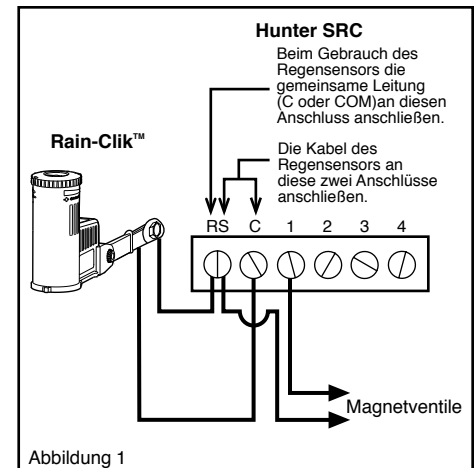 Hunter SRC
Beim Gebrauch des
Regensensors die
gemeinsame Leitung
(C oder COM)an diesen
Anschluss anschließen.
Rain-Clik™
Die Kabel des
Regensensors an
diese zwei Anschlüsse
anschließen.
RS C 1 2 3 4
Magnetventile
Abbildung 1